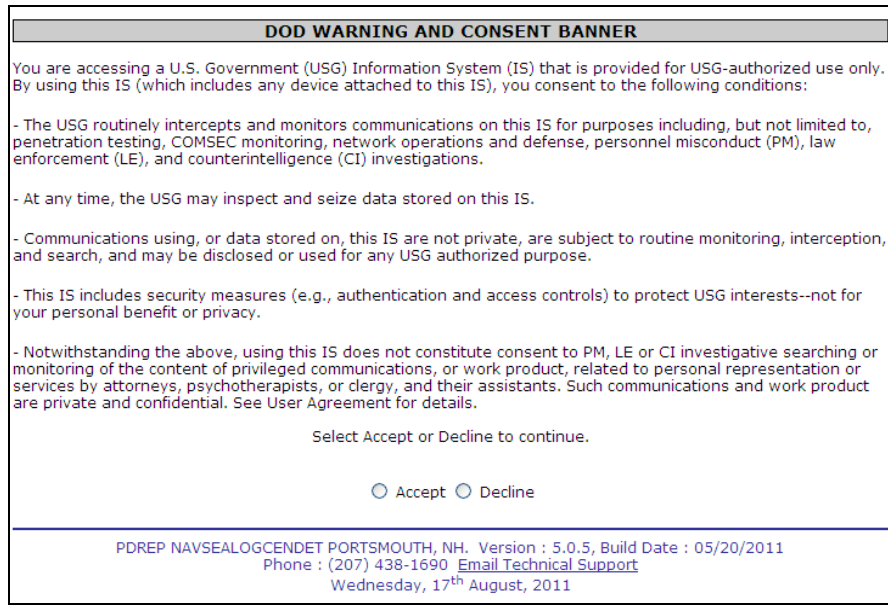 DOD WARNING AND CONSENT BANNER
You are accessing a U.S. Government (USG) Information System (IS) that is provided for USG-authorized use only.
By using this IS (which includes any device attached to this IS), you consent to the following conditions:
- The USG routinely intercepts and monitors communications on this IS for purposes including, but not limited to,
penetration testing, COMSEC monitoring, network operations and defense, personnel misconduct (PM), law
enforcement (LE), and counterintelligence (CI) investigations.
- At any time, the USG may inspect and seize data stored on this IS.
- Communications using, or data stored on, this IS are not private, are subject to routine monitoring, interception,
and search, and may be disclosed or used for any USG authorized purpose.
- This IS includes security measures (e.g., authentication and access controls) to protect USG interests--not for
your personal benefit or privacy.
- Notwithstanding the above, using this IS does not constitute consent to PM, LE or CI investigative searching or
monitoring of the content of privileged communications, or work product, related to personal representation or
services by attorneys, psychotherapists, or clergy, and their assistants. Such communications and work product
are private and confidential. See User Agreement for details.
Select Accept or Decline to continue.
Accept Decline
PDREP NAVSEALOGCENDET PORTSMOUTH, NH. Version : 5.0.5, Build Date : 05/20/2011
Phone : (207) 438-1690 Email Technical Support
Wednesday, 17th August, 2011